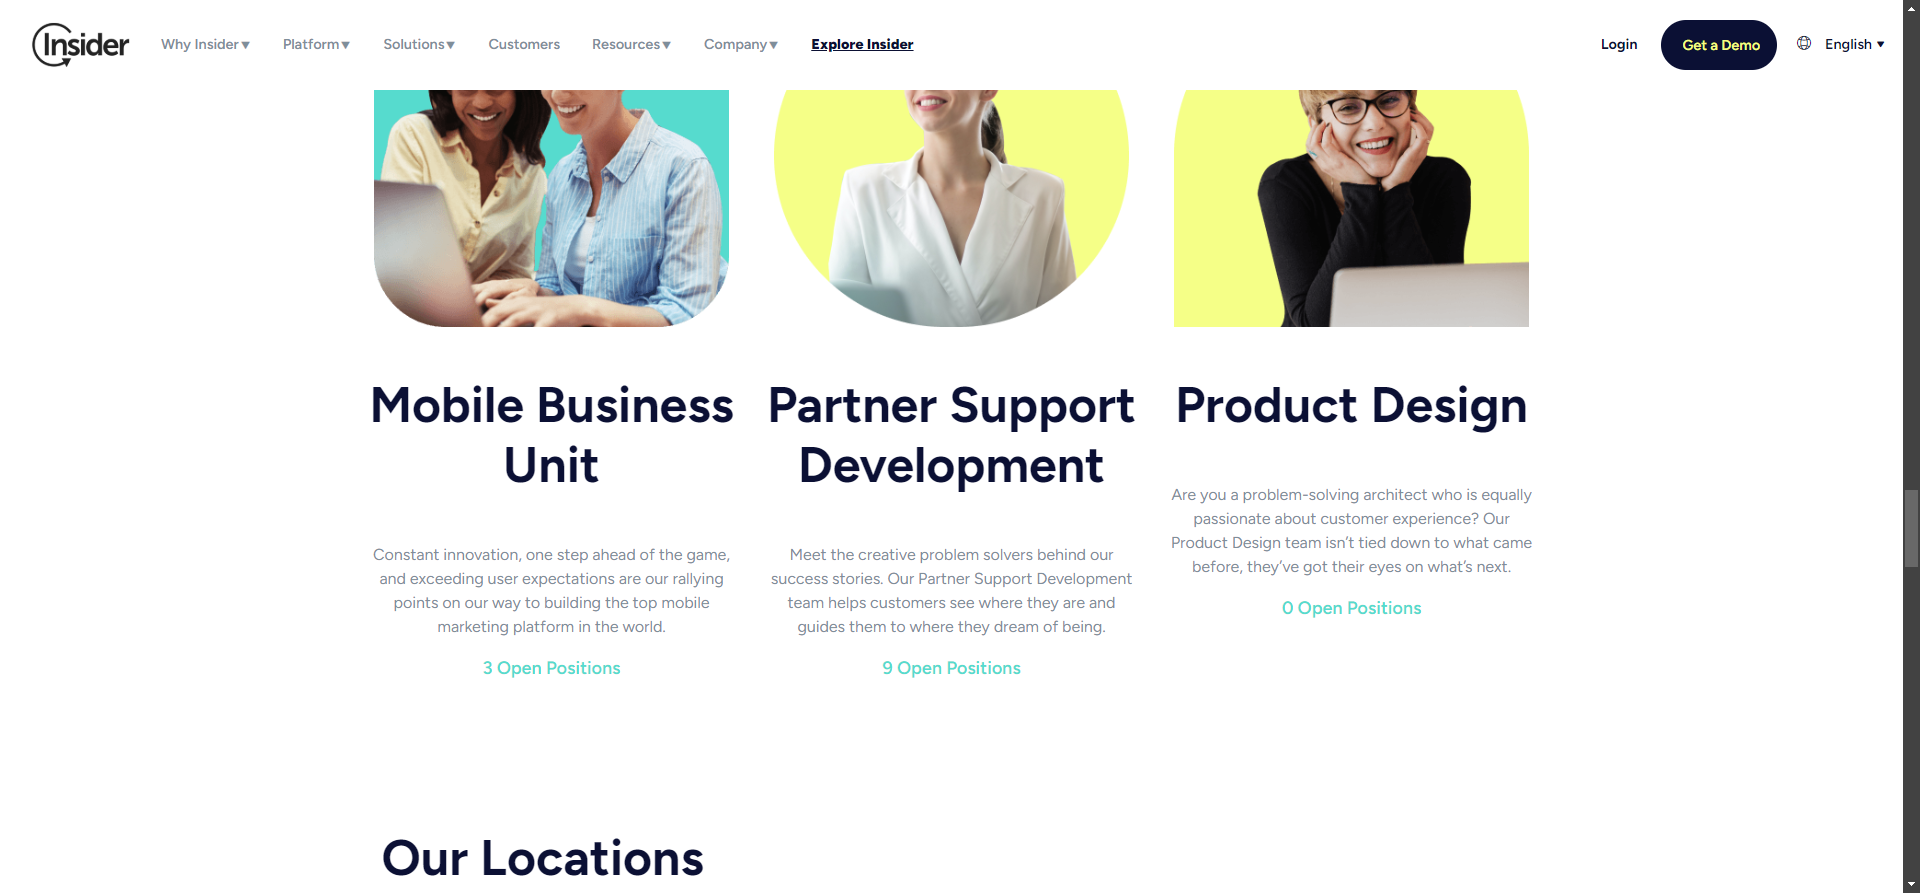 Insider
Why Insider▼
Platform▼
Solutions▼
Customers
Resources▼
Company▼
Explore Insider
Login
Get a Demo
English ▼
Mobile Business
Unit
Constant innovation, one step ahead of the game,
and exceeding user expectations are our rallying
points on our way to building the top mobile
marketing platform in the world.
3 Open Positions
Partner Support
Development
Meet the creative problem solvers behind our
success stories. Our Partner Support Development
team helps customers see where they are and
guides them to where they dream of being.
9 Open Positions
Product Design
Are you a problem-solving architect who is equally
passionate about customer experience? Our
Product Design team isn’t tied down to what came
before, they’ve got their eyes on what’s next.
0 Open Positions
Our Locations